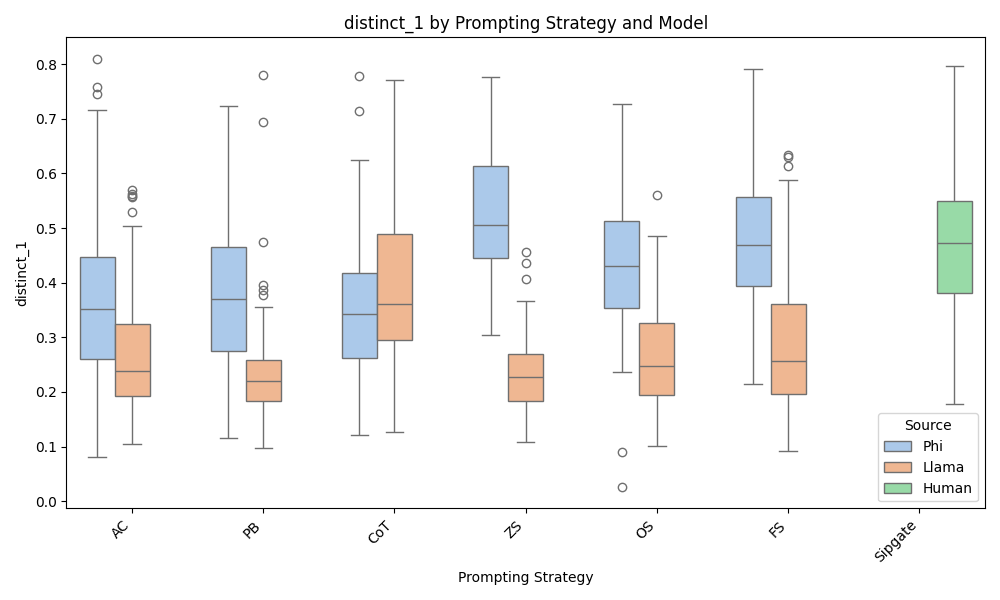 distinct_1 by Prompting Strategy and Model
distinct_1
0.8
0.7
0.6
0.5
0.4
0.3
0.2
0.1
0.0
AC
PB
CoT
ZS
OS
FS
Sipgate
Prompting Strategy
Source
Phi
Llama
Human